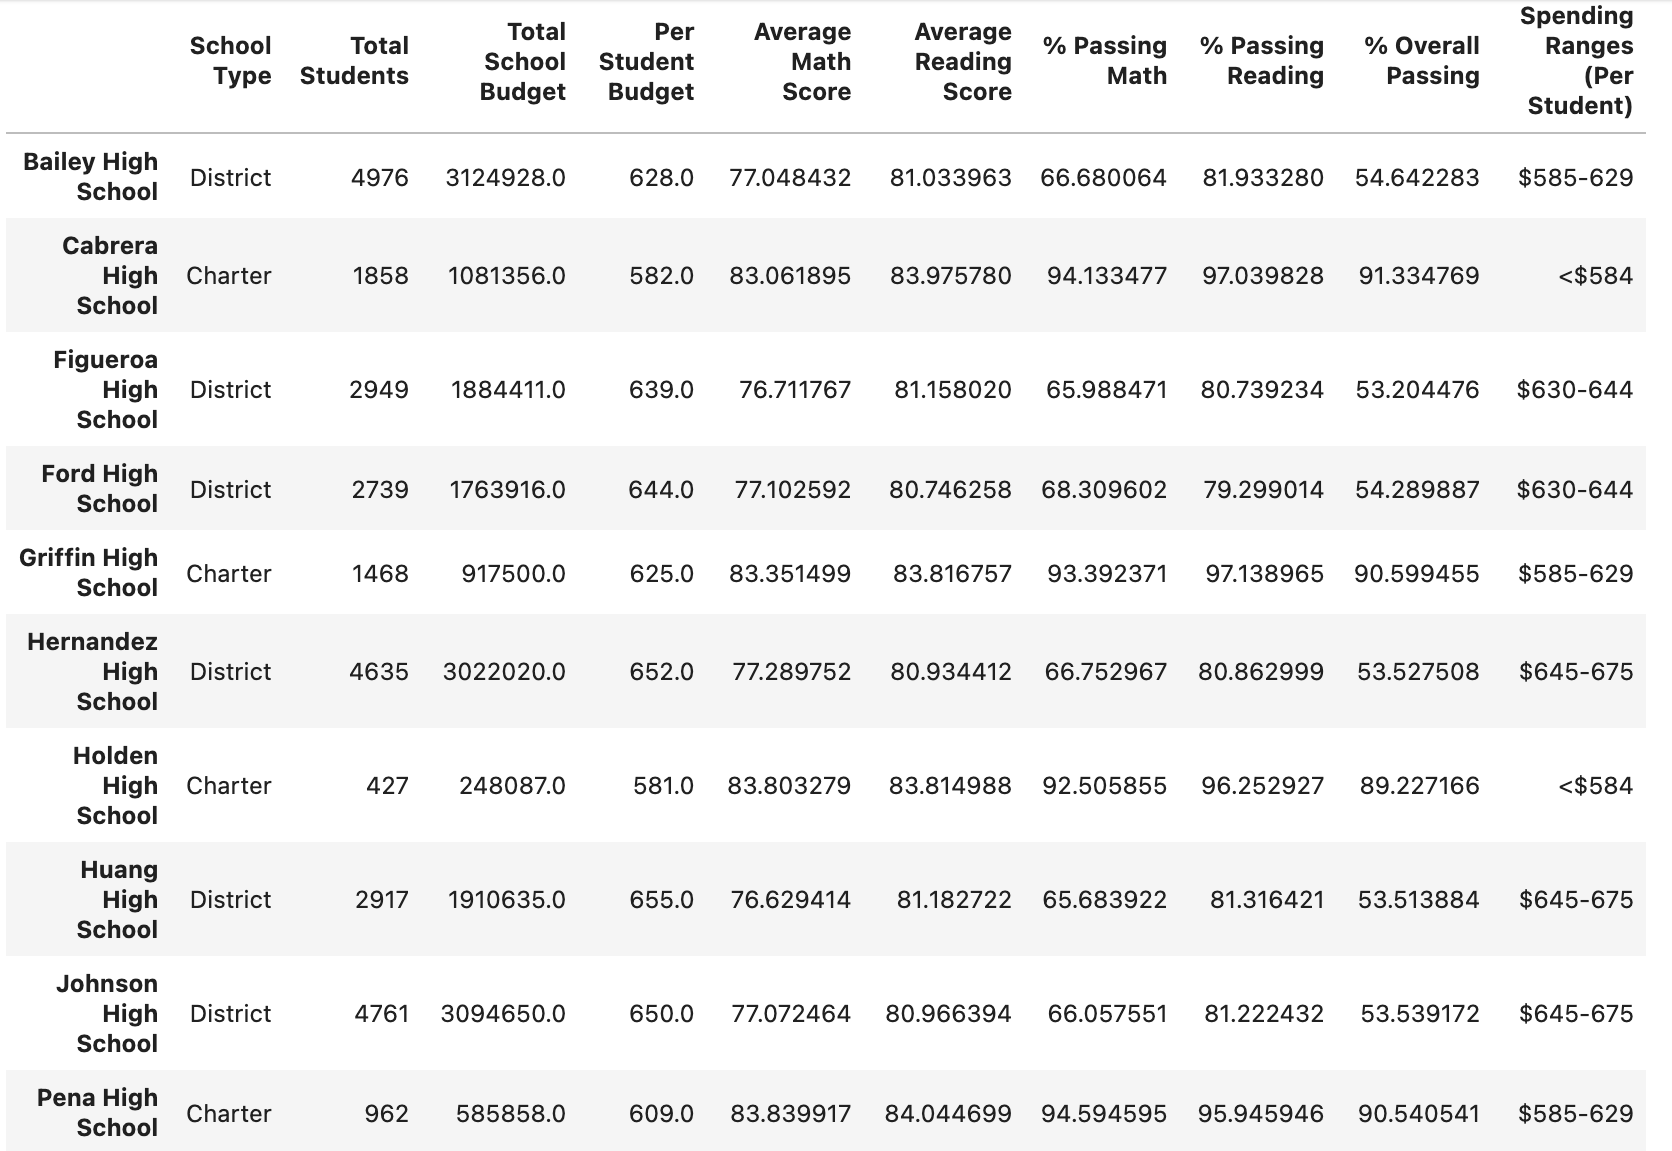 School Type Total Students Total School Budget Per Student Budget Average Math Score Average Reading Score % Passing Math % Passing Reading % Overall Passing Spending Ranges (Per Student)
Bailey High School District 4976 3124928.0 628.0 77.048432 81.033963 66.680064 81.933280 54.642283 $585-629
Cabrera High School Charter 1858 1081356.0 582.0 83.061895 83.975780 94.133477 97.039828 91.334769 <$584
Figueroa High School District 2949 1884411.0 639.0 76.711767 81.158020 65.988471 80.739234 53.204476 $630-644
Ford High School District 2739 1763916.0 644.0 77.102592 80.746258 68.309602 79.299014 54.289887 $630-644
Griffin High School Charter 1468 917500.0 625.0 83.351499 83.816757 93.392371 97.138965 90.599455 $585-629
Hernandez High School District 4635 3022020.0 652.0 77.289752 80.934412 66.752967 80.862999 53.527508 $645-675
Holden High School Charter 427 248087.0 581.0 83.803279 83.814988 92.505855 96.252927 89.227166 <$584
Huang High School District 2917 1910635.0 655.0 76.629414 81.182722 65.683922 81.316421 53.513884 $645-675
Johnson High School District 4761 3094650.0 650.0 77.072464 80.966394 66.057551 81.222432 53.539172 $645-675
Pena High School Charter 962 585858.0 609.0 83.839917 84.044699 94.594595 95.945946 90.540541 $585-629